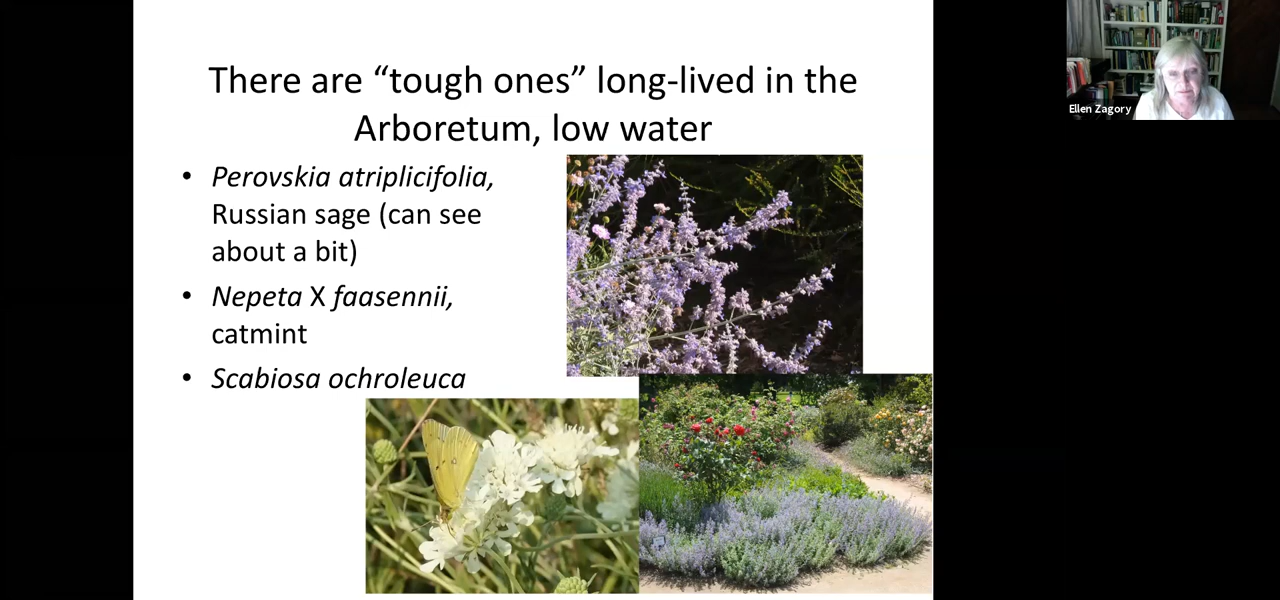 There are “tough ones” long-lived in the
Arboretum, low water
• Perovskia atriplicifolia,
Russian sage (can see
about a bit)
• Nepeta X faasennii,
catmint
• Scabiosa ochroleuca
Ellen Zagory